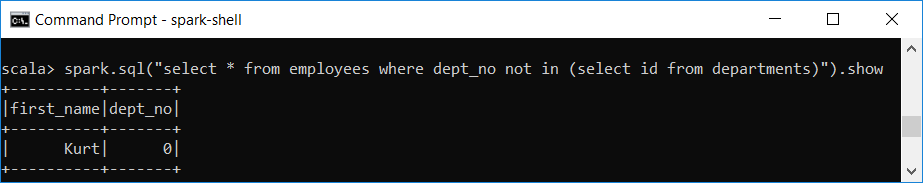 Command Prompt - spark-shell
scala> spark.sql("select * from employees where dept_no not in (select id from departments)").show
+----------+-------+
|first_name|dept_no|
+----------+-------+
|      Kurt|      0|
+----------+-------+